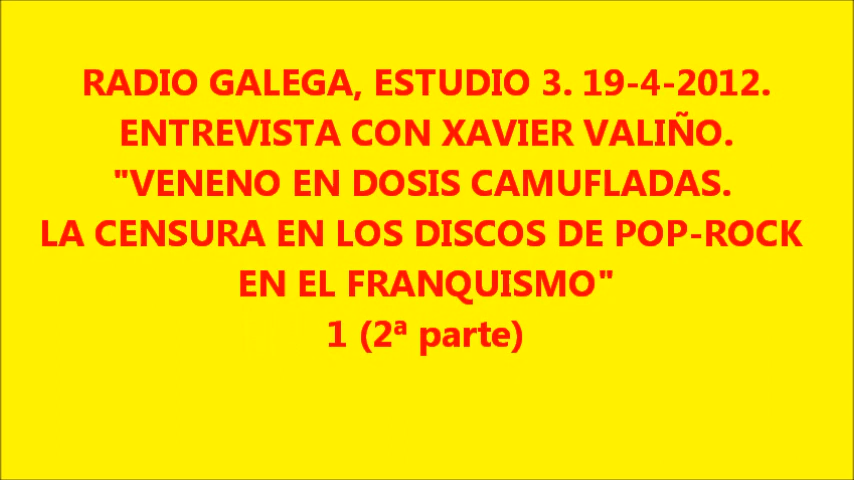 RADIO GALEGA, ESTUDIO 3. 19-4-2012.
ENTREVISTA CON XAVIER VALIÑO.
"VENENO EN DOSIS CAMUFLADAS.
LA CENSURA EN LOS DISCOS DE POP-ROCK
EN EL FRANQUISMO"
1 (2ª parte)